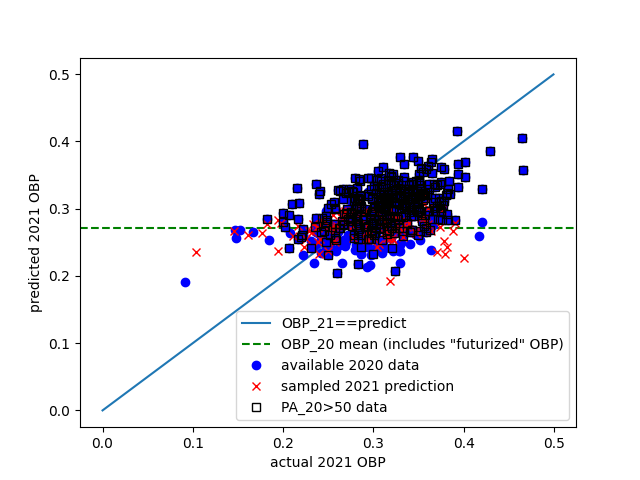 0.5
0.4
0.3
0.2
0.1
0.0
predicted 2021 OBP
OBP_21==predict
OBP_20 mean (includes "futurized" OBP)
available 2020 data
sampled 2021 prediction
PA_20>50 data
0.0 0.1 0.2 0.3 0.4 0.5
actual 2021 OBP